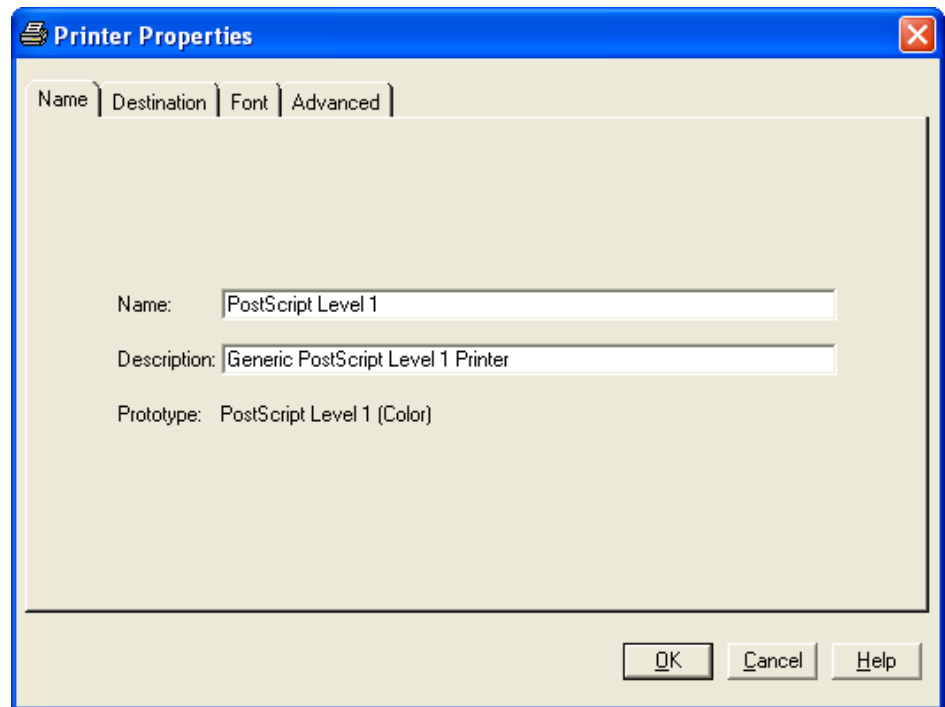 Printer Properties
Name Destination Font Advanced
Name: PostScript Level 1
Description: Generic PostScript Level 1 Printer
Prototype: PostScript Level 1 (Color)
OK Cancel Help